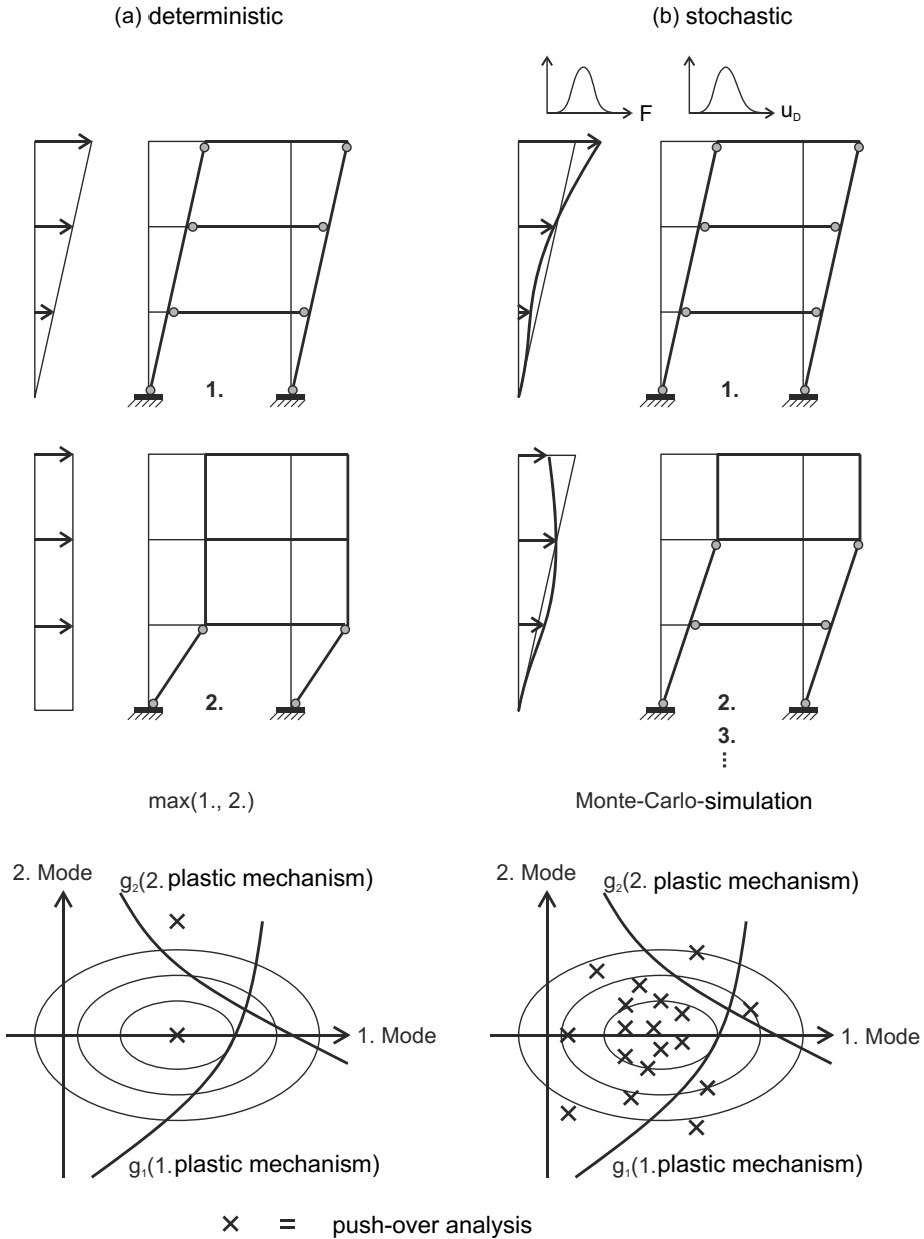 (a) deterministic
(b) stochastic
F
u_D
1.
1.
2.
2.
3.
...
max(1., 2.)
Monte-Carlo-simulation
2. Mode
g₂(2. plastic mechanism)
1. Mode
g₁(1. plastic mechanism)
2. Mode
g₂(2. plastic mechanism)
1. Mode
g₁(1. plastic mechanism)
× = push-over analysis